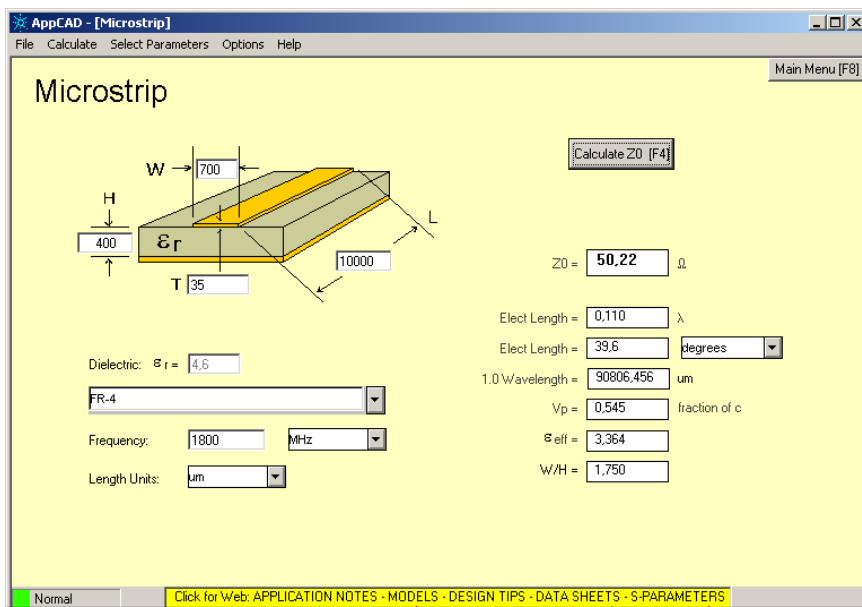 AppCAD - [Microstrip]
File Calculate Select Parameters Options Help
Main Menu [F8]
Microstrip
Calculate Z0 [F4]
W
700
H
400
εr
L
10000
T 35
Z0 = 50,22 Ω
Elect Length = 0,110 λ
Elect Length = 39,6 degrees
1.0 Wavelength = 90806,456 um
Vp = 0,545 fraction of c
ε eff = 3,364
W/H = 1,750
Dielectric: ε r = 4,6
FR-4
Frequency: 1800 MHz
Length Units: um
Normal
Click for Web: APPLICATION NOTES - MODELS - DESIGN TIPS - DATA SHEETS - S-PARAMETERS